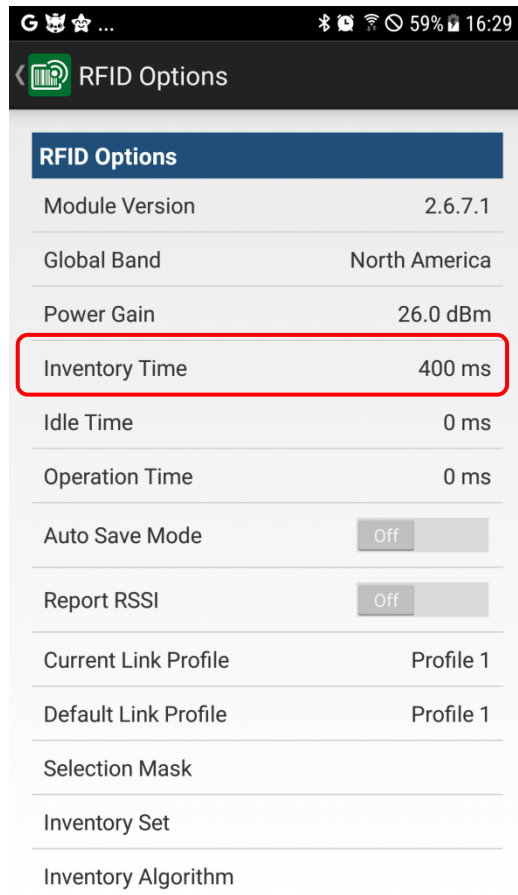 G ... 59% 16:29
RFID Options
RFID Options
Module Version 2.6.7.1
Global Band North America
Power Gain 26.0 dBm
Inventory Time 400 ms
Idle Time 0 ms
Operation Time 0 ms
Auto Save Mode Off
Report RSSI Off
Current Link Profile Profile 1
Default Link Profile Profile 1
Selection Mask
Inventory Set
Inventory Algorithm